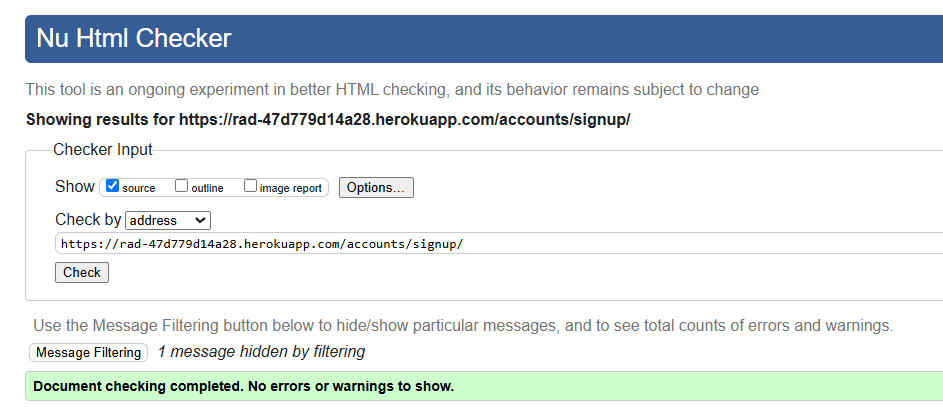 Nu Html Checker
This tool is an ongoing experiment in better HTML checking, and its behavior remains subject to change
Showing results for https://rad-47d779d14a28.herokuapp.com/accounts/signup/
Checker Input
Show source outline image report Options...
Check by address
https://rad-47d779d14a28.herokuapp.com/accounts/signup/
Check
Use the Message Filtering button below to hide/show particular messages, and to see total counts of errors and warnings.
Message Filtering 1 message hidden by filtering
Document checking completed. No errors or warnings to show.